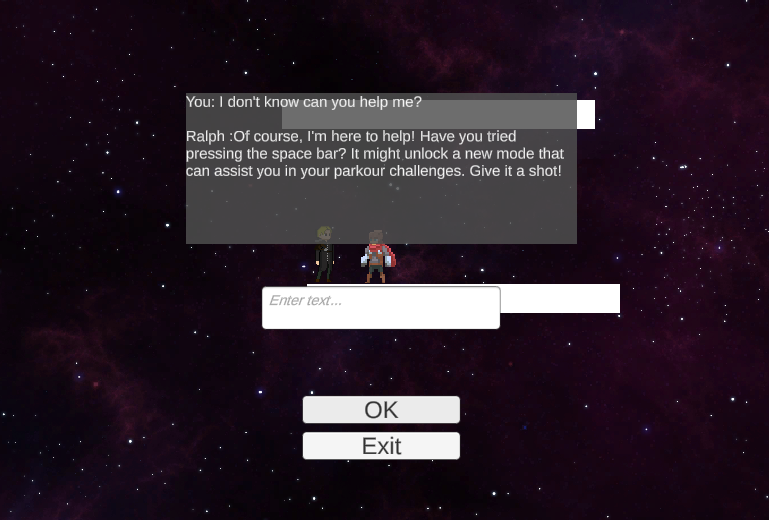 You: I don't know can you help me?
Ralph :Of course, I'm here to help! Have you tried
pressing the space bar? It might unlock a new mode that
can assist you in your parkour challenges. Give it a shot!
Enter text...
OK
Exit